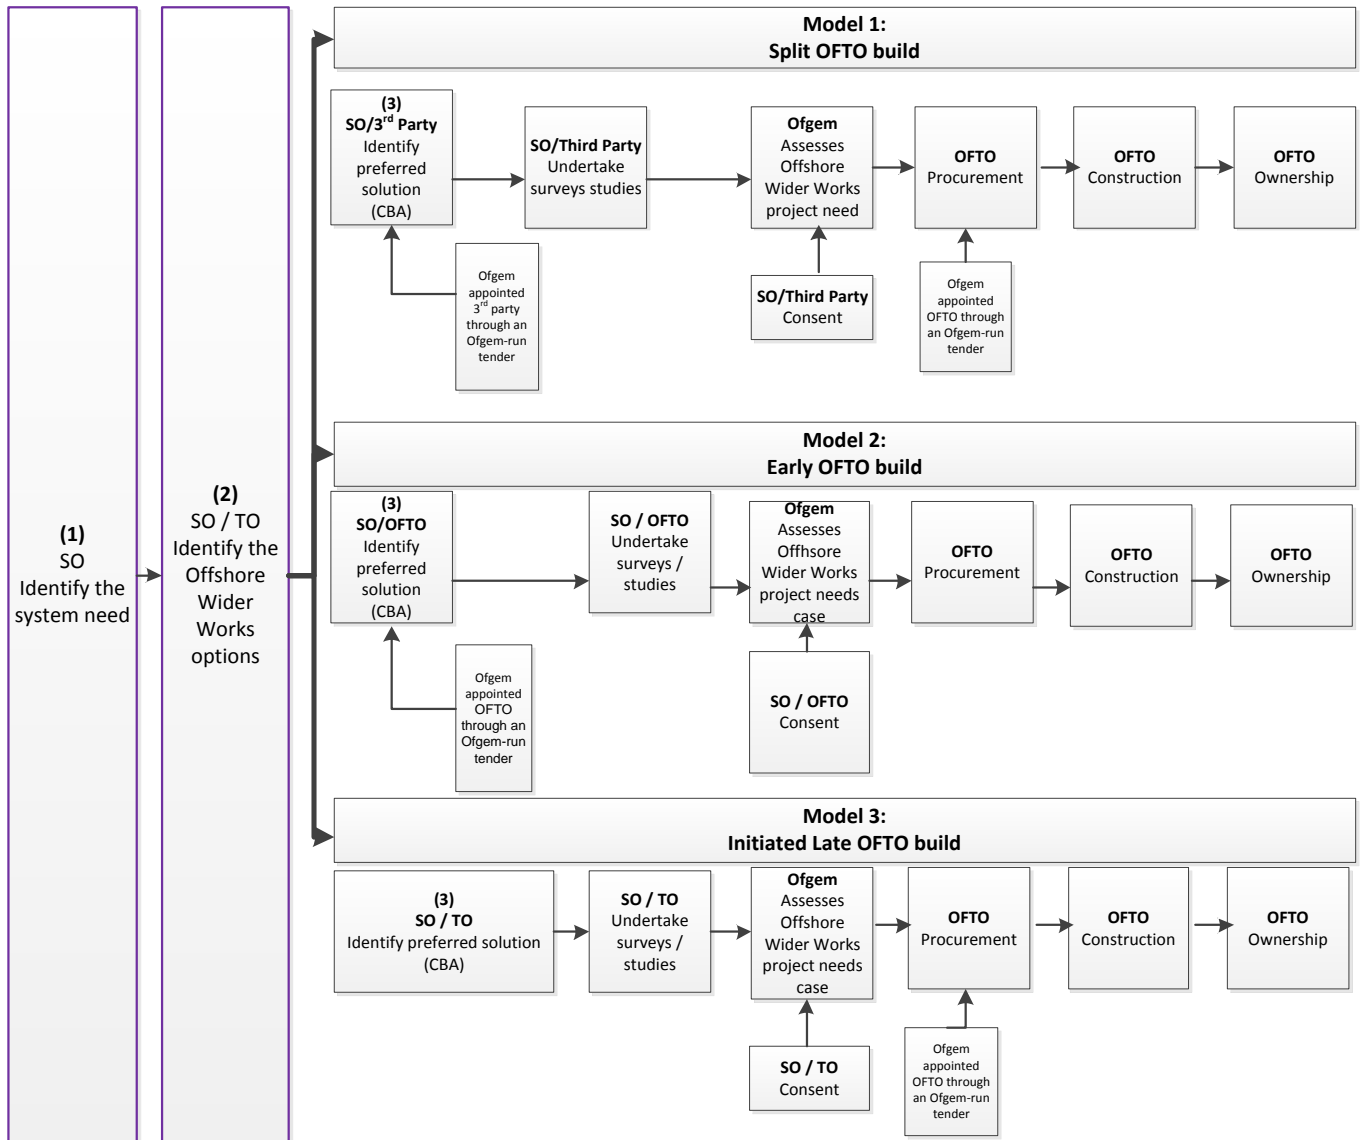 (1)
SO
Identify the
system need
(2)
SO / TO
Identify the
Offshore
Wider
Works
options
Model 1:
Split OFTO build
(3)
SO/3rd Party
Identify
preferred
solution
(CBA)
SO/Third Party
Undertake
surveys studies
Ofgem
Assesses
Offshore
Wider Works
project need
OFTO
Procurement
OFTO
Construction
OFTO
Ownership
Ofgem
appointed
3rd party
through an
Ofgem-run
tender
SO/Third Party
Consent
Ofgem
appointed
OFTO through
an Ofgem-run
tender
Model 2:
Early OFTO build
(3)
SO/OFTO
Identify
preferred
solution
(CBA)
SO / OFTO
Undertake
surveys /
studies
Ofgem
Assesses
Offhsore
Wider Works
project needs
case
OFTO
Procurement
OFTO
Construction
OFTO
Ownership
Ofgem
appointed
OFTO
through an
Ofgem-run
tender
SO / OFTO
Consent
Model 3:
Initiated Late OFTO build
(3)
SO / TO
Identify preferred solution
(CBA)
SO / TO
Undertake
surveys /
studies
Ofgem
Assesses
Offshore
Wider Works
project needs
case
OFTO
Procurement
OFTO
Construction
OFTO
Ownership
SO / TO
Consent
Ofgem
appointed
OFTO through
an Ofgem-run
tender